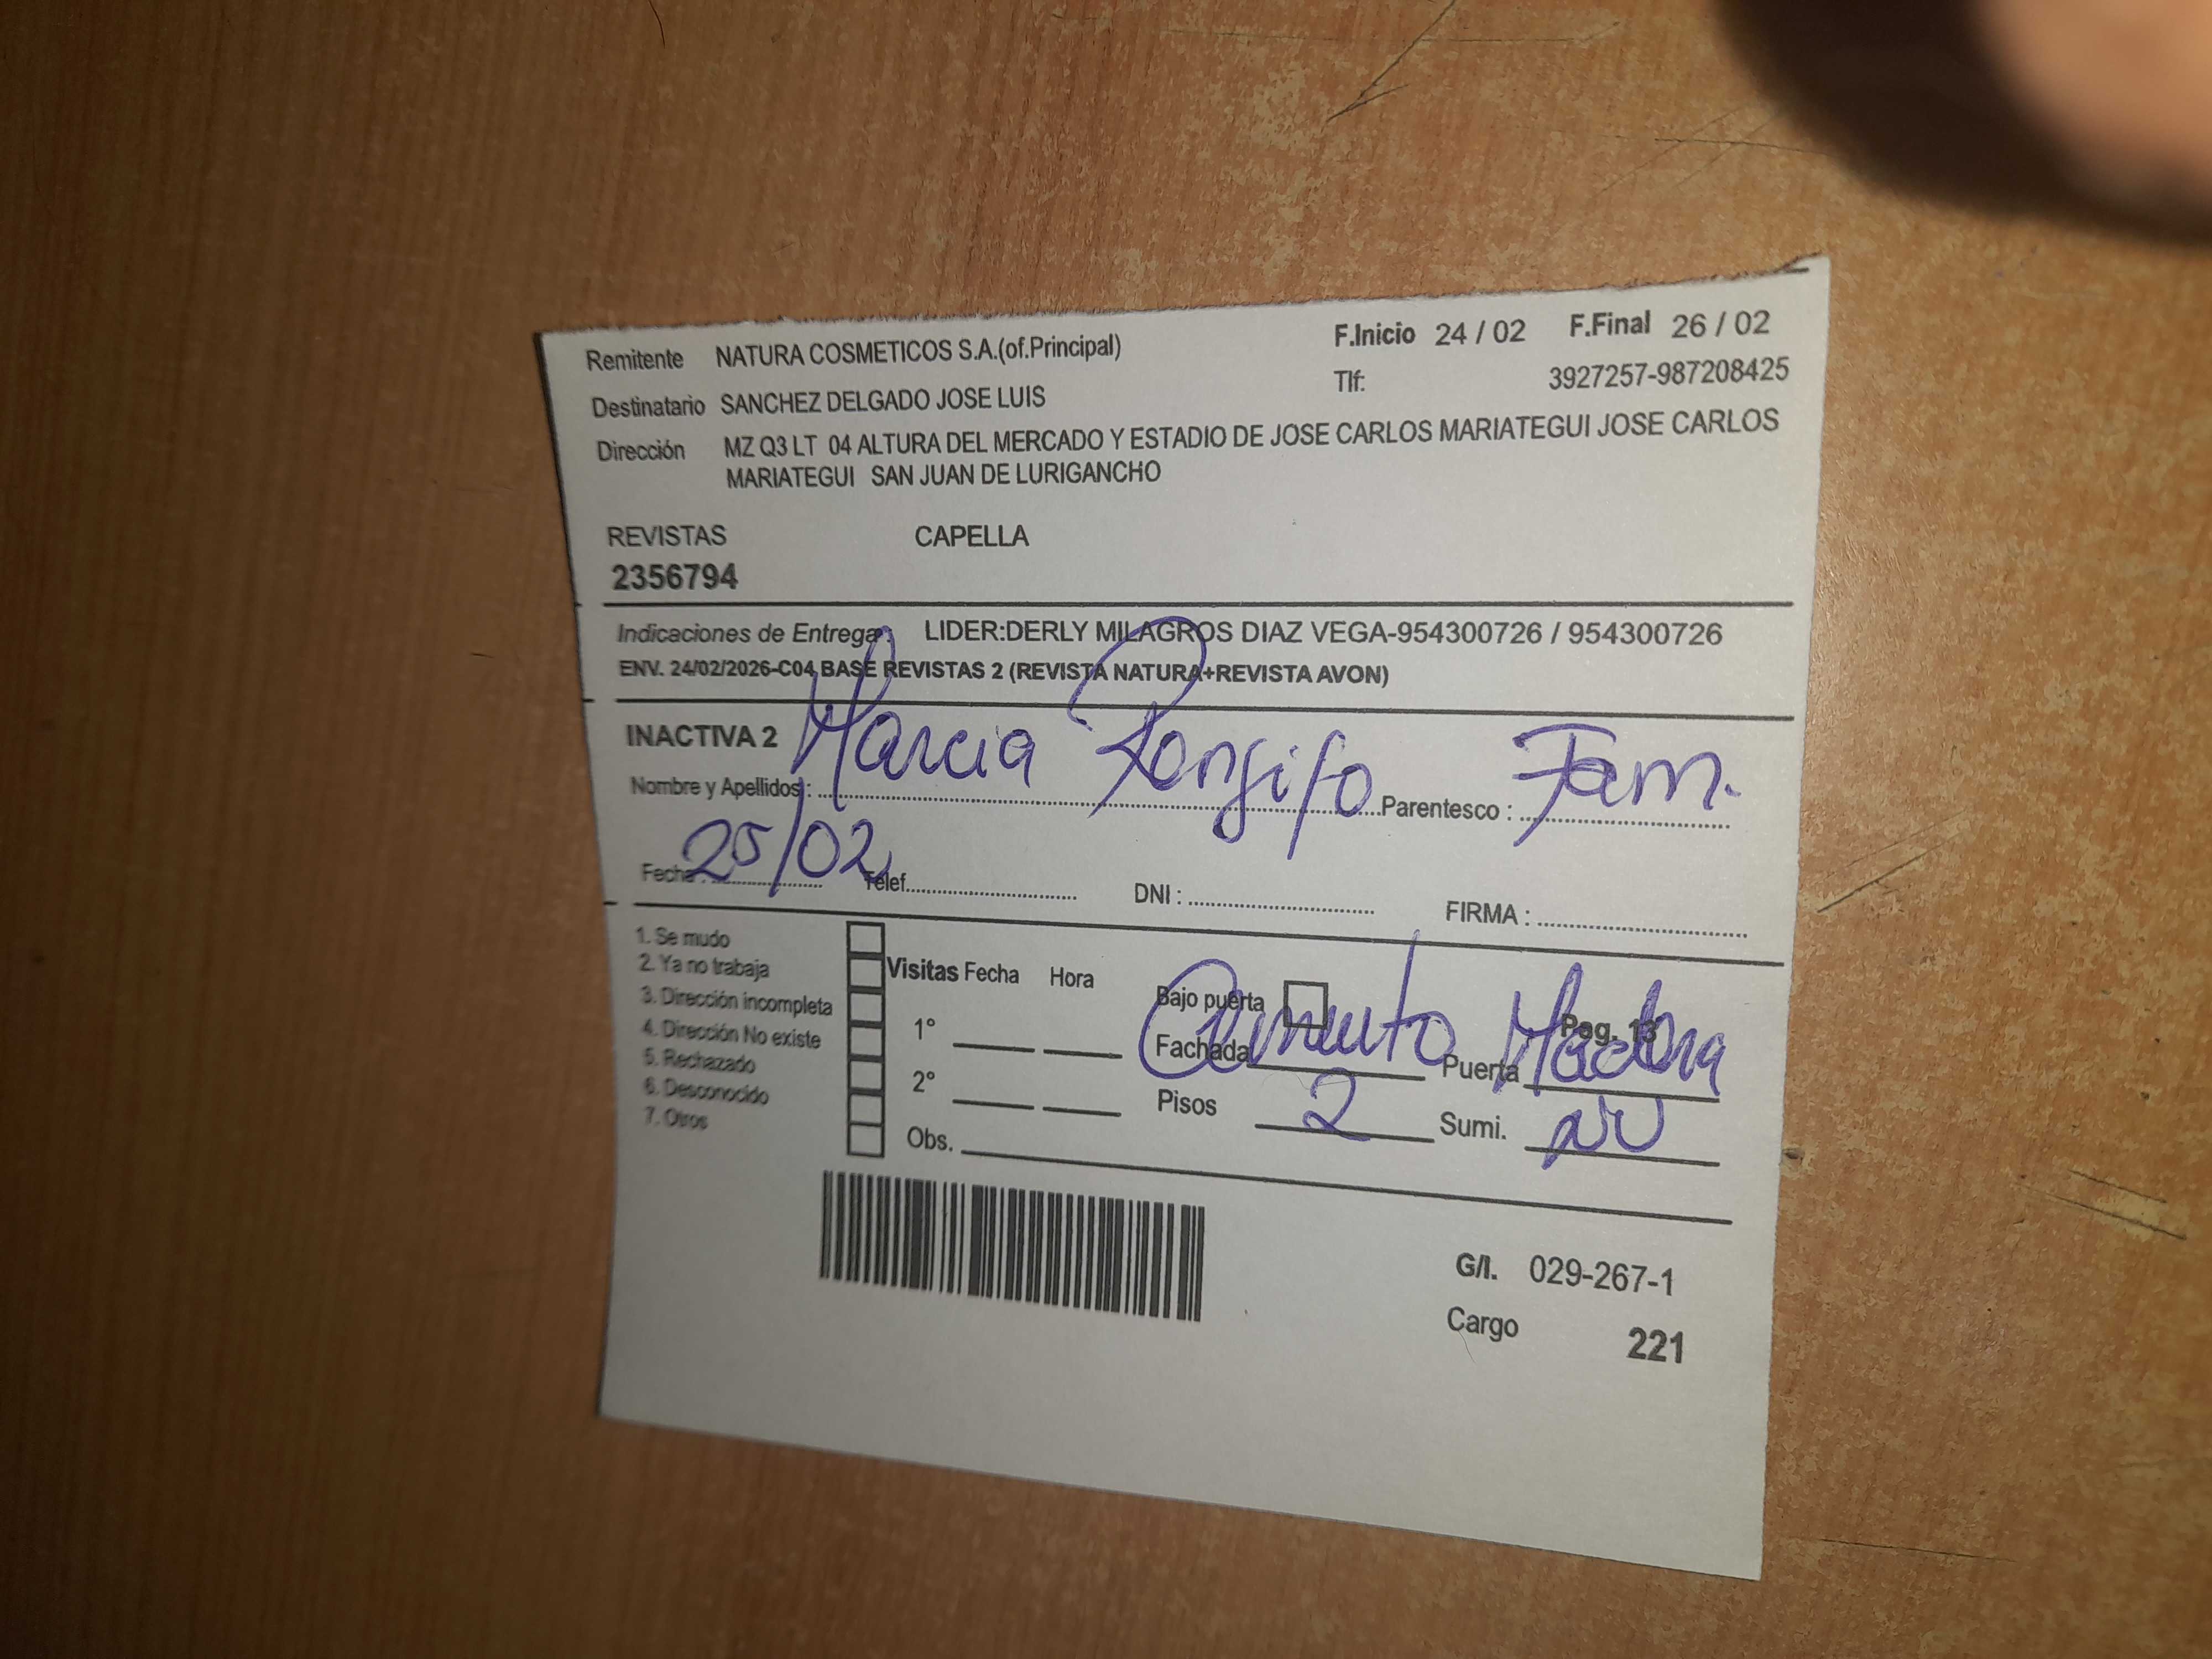 Remitente NATURA COSMETICOS S.A.(of.Principal) F.Inicio 24 / 02 F.Final 26 / 02
Tlf: 3927257-987208425
Destinatario SANCHEZ DELGADO JOSE LUIS
Dirección MZ Q3 LT 04 ALTURA DEL MERCADO Y ESTADIO DE JOSE CARLOS MARIATEGUI JOSE CARLOS
MARIATEGUI SAN JUAN DE LURIGANCHO
REVISTAS CAPELLA
2356794
Indicaciones de Entrega : LIDER:DERLY MILAGROS DIAZ VEGA-954300726 / 954300726
ENV. 24/02/2026-C04 BASE REVISTAS 2 (REVISTA NATURA+REVISTA AVON)
INACTIVA 2
Nombre y Apellidos : Marcia Rengifo Parentesco : Fam.
Fecha : 25/02 Telef. DNI : FIRMA :
1. Se mudo
2. Ya no trabaja
3. Dirección incompleta
4. Dirección No existe
5. Rechazado
6. Desconocido
7. Otros
Visitas Fecha Hora
1°
2°
Obs.
Bajo puerta Pag. 13
Fachada Cemento Puerta Madera
Pisos 2 Sumi.
G/I. 029-267-1
Cargo 221